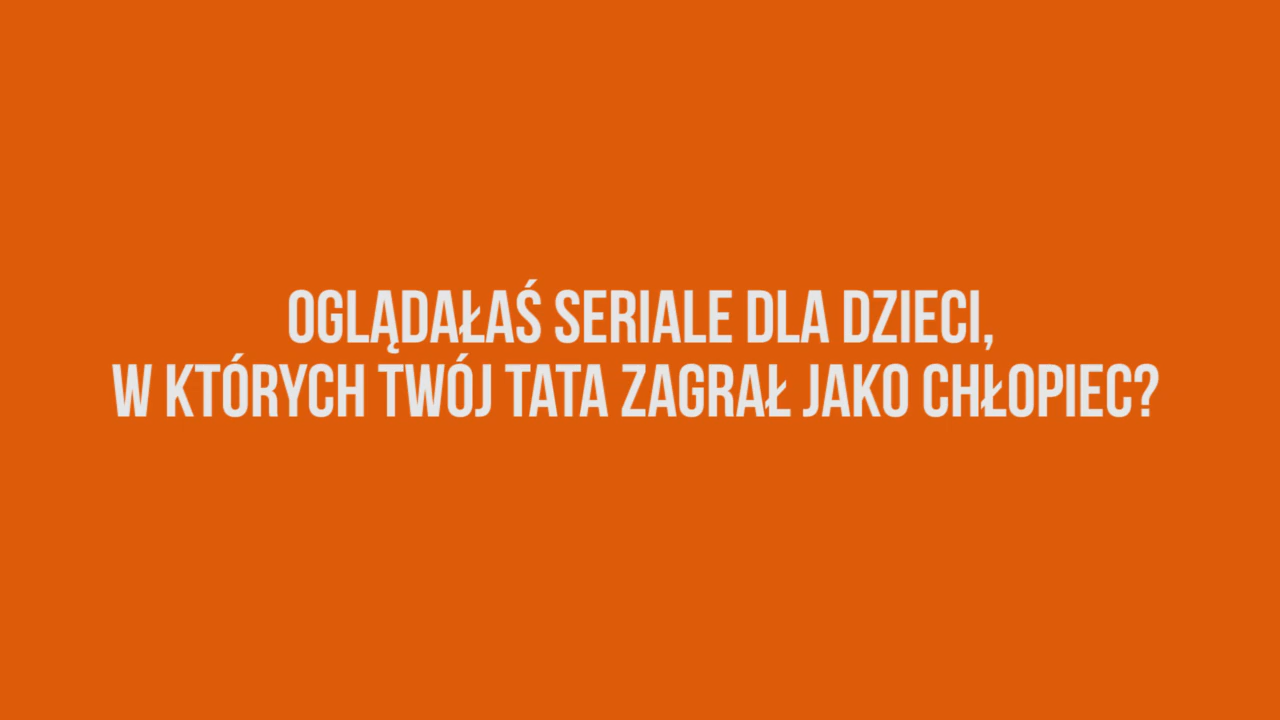 OGLĄDAŁAŚ SERIALE DLA DZIECI,
W KTÓRYCH TWÓJ TATA ZAGRAŁ JAKO CHŁOPIEC?